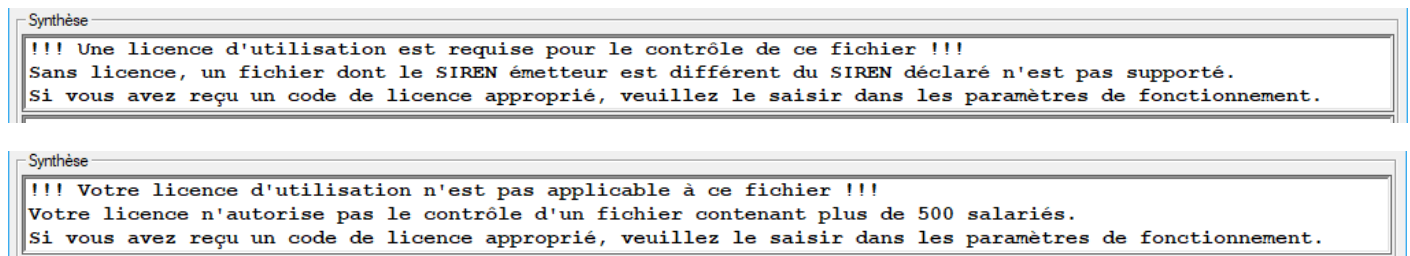 Synthèse
!!! Une licence d'utilisation est requise pour le contrôle de ce fichier !!!
Sans licence, un fichier dont le SIREN émetteur est différent du SIREN déclaré n'est pas supporté.
Si vous avez reçu un code de licence approprié, veuillez le saisir dans les paramètres de fonctionnement.
Synthèse
!!! Votre licence d'utilisation n'est pas applicable à ce fichier !!!
Votre licence n'autorise pas le contrôle d'un fichier contenant plus de 500 salariés.
Si vous avez reçu un code de licence approprié, veuillez le saisir dans les paramètres de fonctionnement.